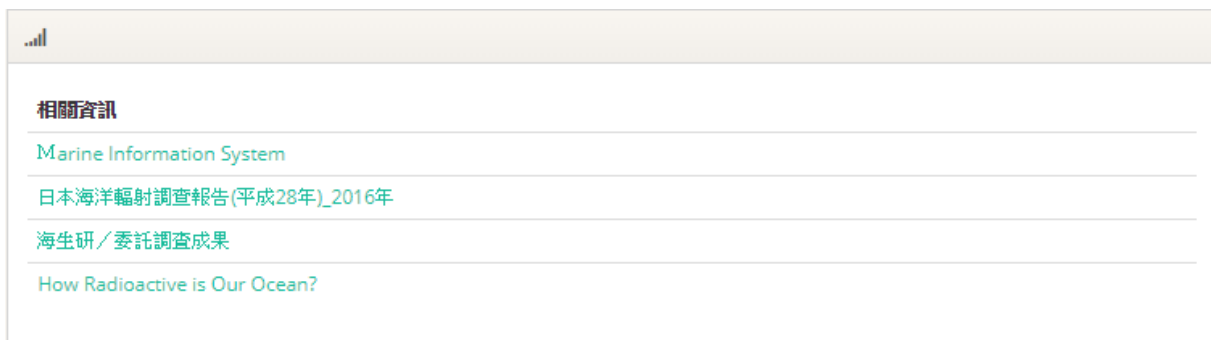 相關資訊
Marine Information System
日本海洋輻射調查報告(平成28年)_2016年
海生研／委託調查成果
How Radioactive is Our Ocean?